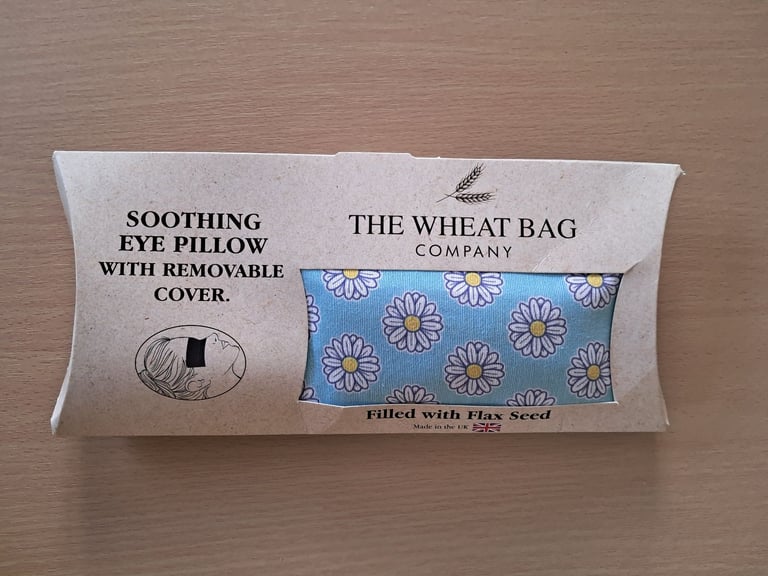 SOOTHING
EYE PILLOW
WITH REMOVABLE
COVER.
THE WHEAT BAG
COMPANY
Filled with Flax Seed
Made in the UK